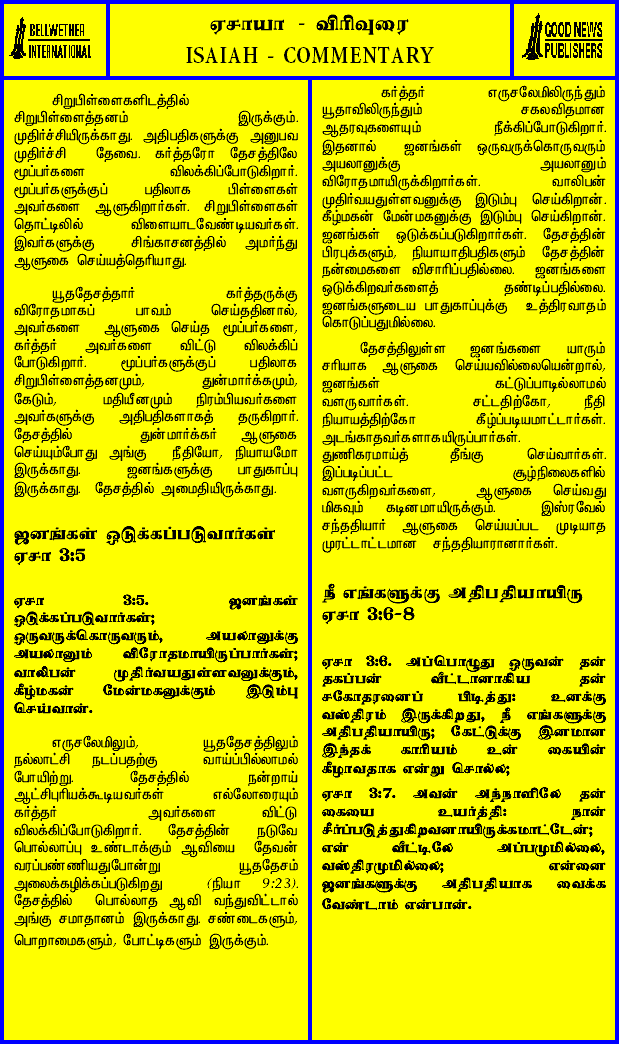 BELLWETHER
INTERNATIONAL
ஏசாயா - விரிவுரை
ISAIAH - COMMENTARY
GOOD NEWS
PUBLISHERS
சிறுபிள்ளைகளிடத்தில்
சிறுபிள்ளைத்தனம் இருக்கும்.
முதிர்ச்சியிருக்காது. அதிபதிகளுக்கு அனுபவ
முதிர்ச்சி தேவை. கர்த்தரோ தேசத்திலே
மூப்பர்களை விலக்கிப்போடுகிறார்.
மூப்பர்களுக்குப் பதிலாக பிள்ளைகள்
அவர்களை ஆளுகிறார்கள். சிறுபிள்ளைகள்
தொட்டிலில் விளையாடவேண்டியவர்கள்.
இவர்களுக்கு சிங்காசனத்தில் அமர்ந்து
ஆளுகை செய்யத்தெரியாது.
யூததேசத்தார் கர்த்தருக்கு
விரோதமாகப் பாவம் செய்ததினால்,
அவர்களை ஆளுகை செய்த மூப்பர்களை,
கர்த்தர் அவர்களை விட்டு விலக்கிப்
போடுகிறார். மூப்பர்களுக்குப் பதிலாக
சிறுபிள்ளைத்தனமும், துன்மார்க்கமும்,
கேடும், மதியீனமும் நிரம்பியவர்களை
அவர்களுக்கு அதிபதிகளாகத் தருகிறார்.
தேசத்தில் துன்மார்க்கர் ஆளுகை
செய்யும்போது அங்கு நீதியோ, நியாயமோ
இருக்காது. ஜனங்களுக்கு பாதுகாப்பு
இருக்காது. தேசத்தில் அமைதியிருக்காது.
ஜனங்கள் ஒடுக்கப்படுவார்கள்
ஏசா 3:5
ஏசா 3:5. ஜனங்கள்
ஒடுக்கப்படுவார்கள்;
ஒருவருக்கொருவரும், அயலானுக்கு
அயலானும் விரோதமாயிருப்பார்கள்;
வாலிபன் முதிர்வயதுள்ளவனுக்கும்,
கீழ்மகன் மேன்மகனுக்கும் இடும்பு
செய்வான்.
எருசலேமிலும், யூததேசத்திலும்
நல்லாட்சி நடப்பதற்கு வாய்ப்பில்லாமல்
போயிற்று. தேசத்தில் நன்றாய்
ஆட்சிபுரியக்கூடியவர்கள் எல்லோரையும்
கர்த்தர் அவர்களை விட்டு
விலக்கிப்போடுகிறார். தேசத்தின் நடுவே
பொல்லாப்பு உண்டாக்கும் ஆவியை தேவன்
வரப்பண்ணியதுபோன்று யூததேசம்
அலைக்கழிக்கப்படுகிறது (நியா 9:23).
தேசத்தில் பொல்லாத ஆவி வந்துவிட்டால்
அங்கு சமாதானம் இருக்காது. சண்டைகளும்,
பொறாமைகளும், போட்டிகளும் இருக்கும்.
கர்த்தர் எருசலேமிலிருந்தும்
யூதாவிலிருந்தும் சகலவிதமான
ஆதரவுகளையும் நீக்கிப்போடுகிறார்.
இதனால் ஜனங்கள் ஒருவருக்கொருவரும்
அயலானுக்கு அயலானும்
விரோதமாயிருக்கிறார்கள். வாலிபன்
முதிர்வயதுள்ளவனுக்கு இடும்பு செய்கிறான்.
கீழ்மகன் மேன்மகனுக்கு இடும்பு செய்கிறான்.
ஜனங்கள் ஒடுக்கப்படுகிறார்கள். தேசத்தின்
பிரபுக்களும், நியாயாதிபதிகளும் தேசத்தின்
நன்மைகளை விசாரிப்பதில்லை. ஜனங்களை
ஒடுக்கிறவர்களைத் தண்டிப்பதில்லை.
ஜனங்களுடைய பாதுகாப்புக்கு உத்திரவாதம்
கொடுப்பதுமில்லை.
தேசத்திலுள்ள ஜனங்களை யாரும்
சரியாக ஆளுகை செய்யவில்லையென்றால்,
ஜனங்கள் கட்டுப்பாடில்லாமல்
வளருவார்கள். சட்டதிற்கோ, நீதி
நியாயத்திற்கோ கீழ்ப்படியமாட்டார்கள்.
அடங்காதவர்களாகயிருப்பார்கள்.
துணிகரமாய்த் தீங்கு செய்வார்கள்.
இப்படிப்பட்ட சூழ்நிலைகளில்
வளருகிறவர்களை, ஆளுகை செய்வது
மிகவும் கடினமாயிருக்கும். இஸ்ரவேல்
சந்ததியார் ஆளுகை செய்யப்பட முடியாத
முரட்டாட்டமான சந்ததியாரானார்கள்.
நீ எங்களுக்கு அதிபதியாயிரு
ஏசா 3:6-8
ஏசா 3:6. அப்பொழுது ஒருவன் தன்
தகப்பன் வீட்டானாகிய தன்
சகோதரனைப் பிடித்து: உனக்கு
வஸ்திரம் இருக்கிறது, நீ எங்களுக்கு
அதிபதியாயிரு; கேட்டுக்கு இனமான
இந்தக் காரியம் உன் கையின்
கீழாவதாக என்று சொல்ல;
ஏசா 3:7. அவன் அந்நாளிலே தன்
கையை உயர்த்தி: நான்
சீர்ப்படுத்துகிறவனாயிருக்கமாட்டேன்;
என் வீட்டிலே அப்பமுமில்லை,
வஸ்திரமுமில்லை; என்னை
ஜனங்களுக்கு அதிபதியாக வைக்க
வேண்டாம் என்பான்.